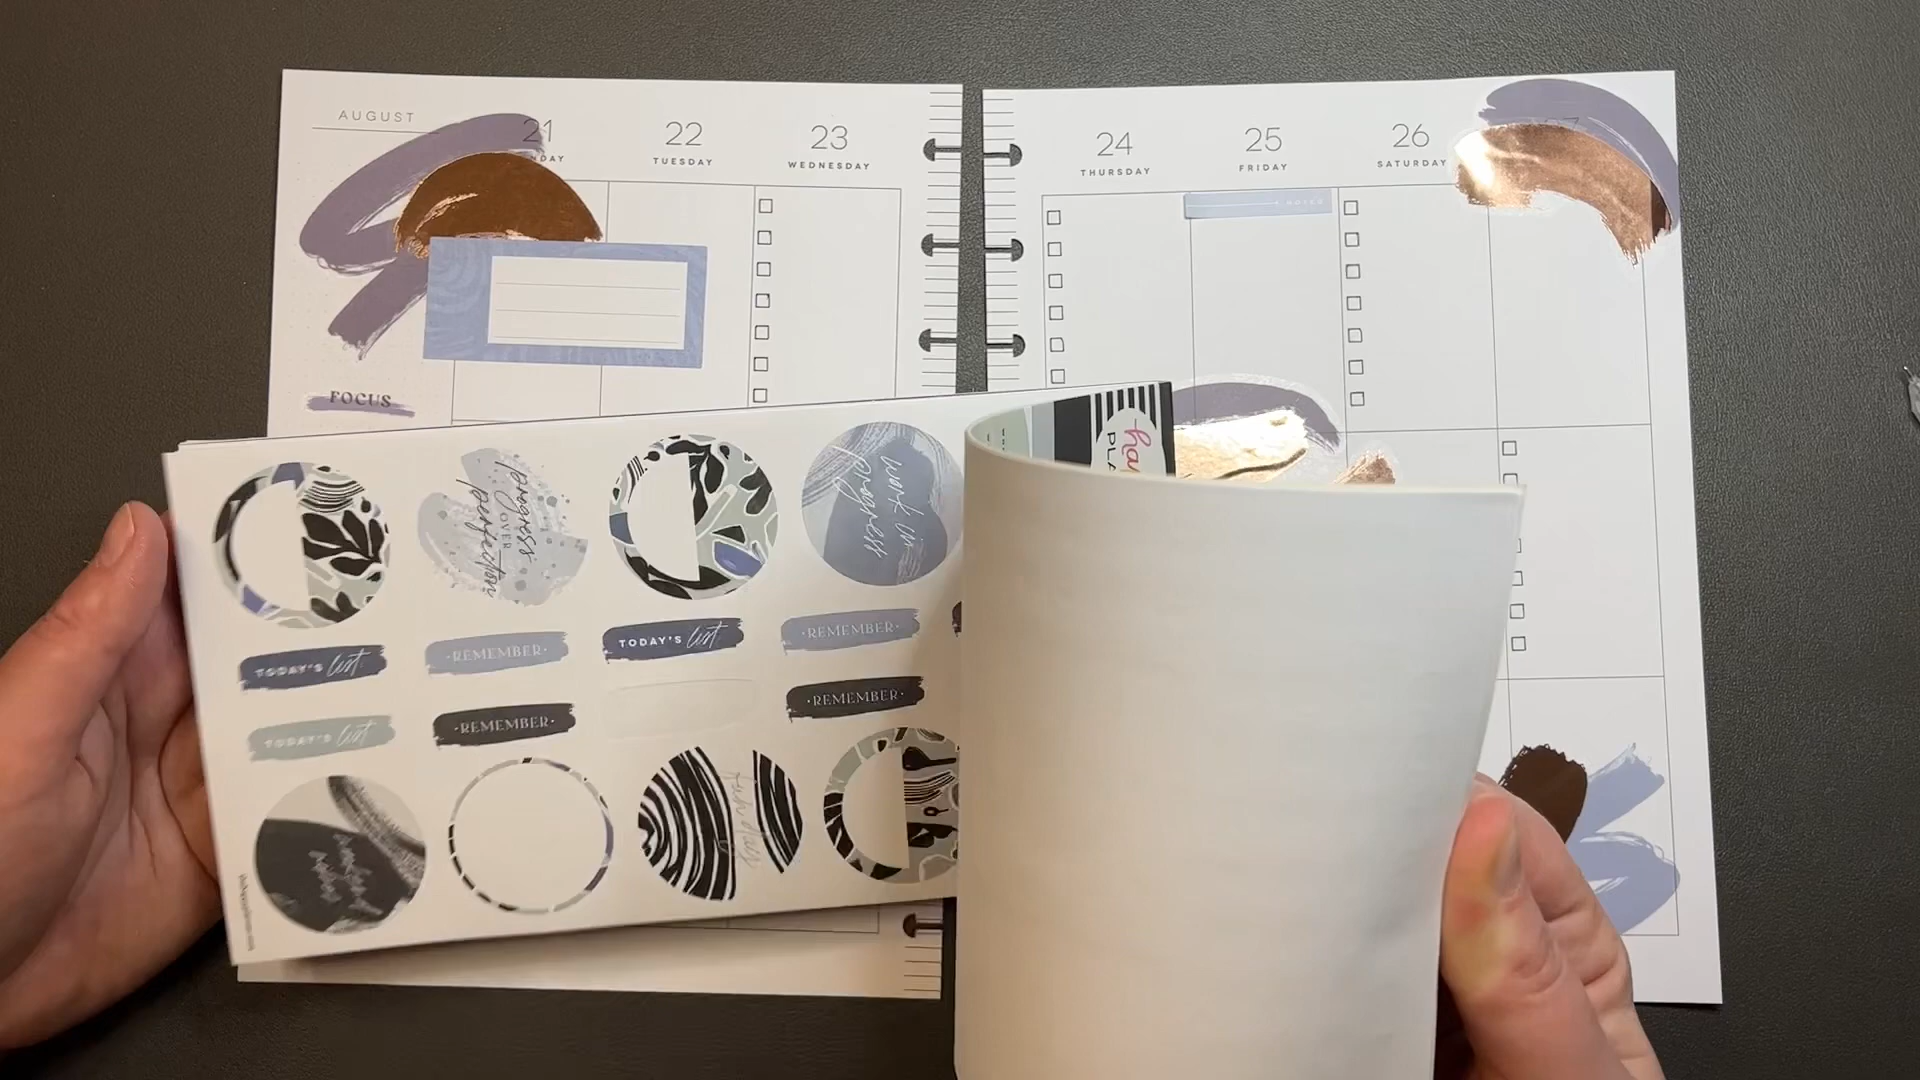 AUGUST
21
22
TUESDAY
23
WEDNESDAY
24
THURSDAY
25
FRIDAY
26
SATURDAY
NOTES
FOCUS
progress
OVER
perfection
work in
progress
TODAY'S list
·REMEMBER·
TODAY'S list
·REMEMBER·
TODAY'S list
·REMEMBER·
·REMEMBER·